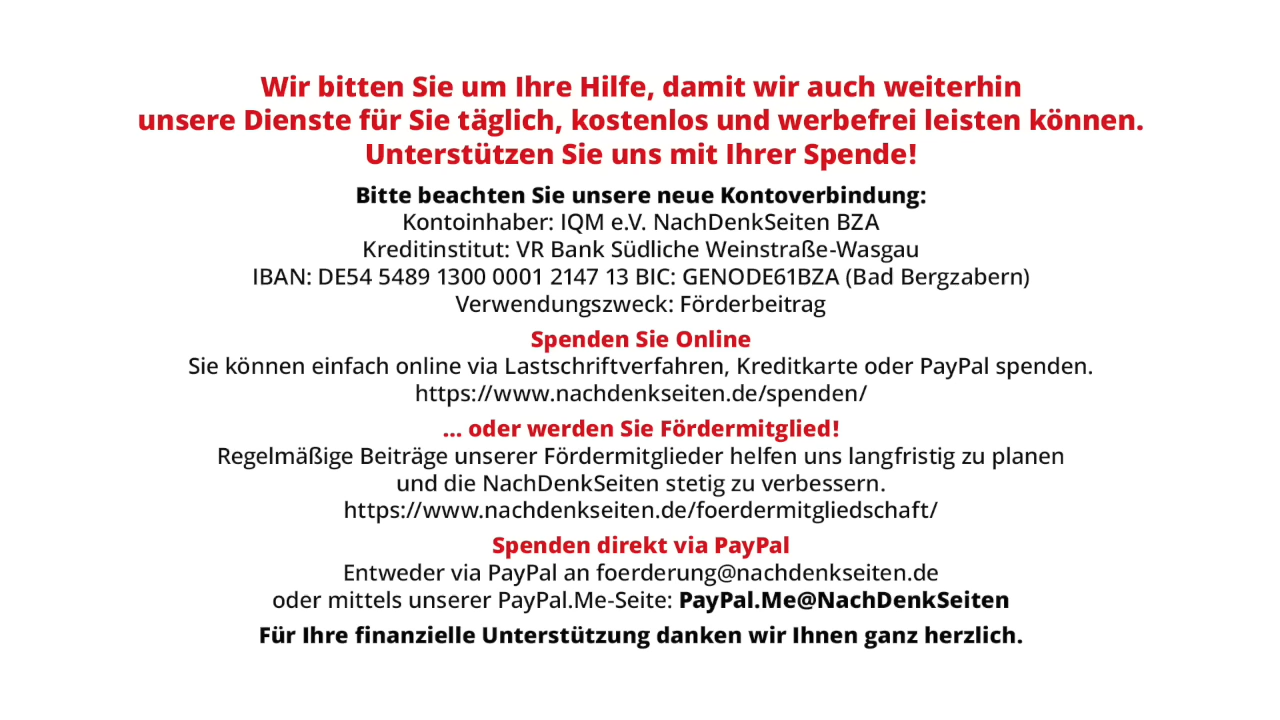 Wir bitten Sie um Ihre Hilfe, damit wir auch weiterhin
unsere Dienste für Sie täglich, kostenlos und werbefrei leisten können.
Unterstützen Sie uns mit Ihrer Spende!
Bitte beachten Sie unsere neue Kontoverbindung:
Kontoinhaber: IQM e.V. NachDenkSeiten BZA
Kreditinstitut: VR Bank Südliche Weinstraße-Wasgau
IBAN: DE54 5489 1300 0001 2147 13 BIC: GENODE61BZA (Bad Bergzabern)
Verwendungszweck: Förderbeitrag
Spenden Sie Online
Sie können einfach online via Lastschriftverfahren, Kreditkarte oder PayPal spenden.
https://www.nachdenkseiten.de/spenden/
... oder werden Sie Fördermitglied!
Regelmäßige Beiträge unserer Fördermitglieder helfen uns langfristig zu planen
und die NachDenkSeiten stetig zu verbessern.
https://www.nachdenkseiten.de/foerdermitgliedschaft/
Spenden direkt via PayPal
Entweder via PayPal an foerderung@nachdenkseiten.de
oder mittels unserer PayPal.Me-Seite: PayPal.Me@NachDenkSeiten
Für Ihre finanzielle Unterstützung danken wir Ihnen ganz herzlich.